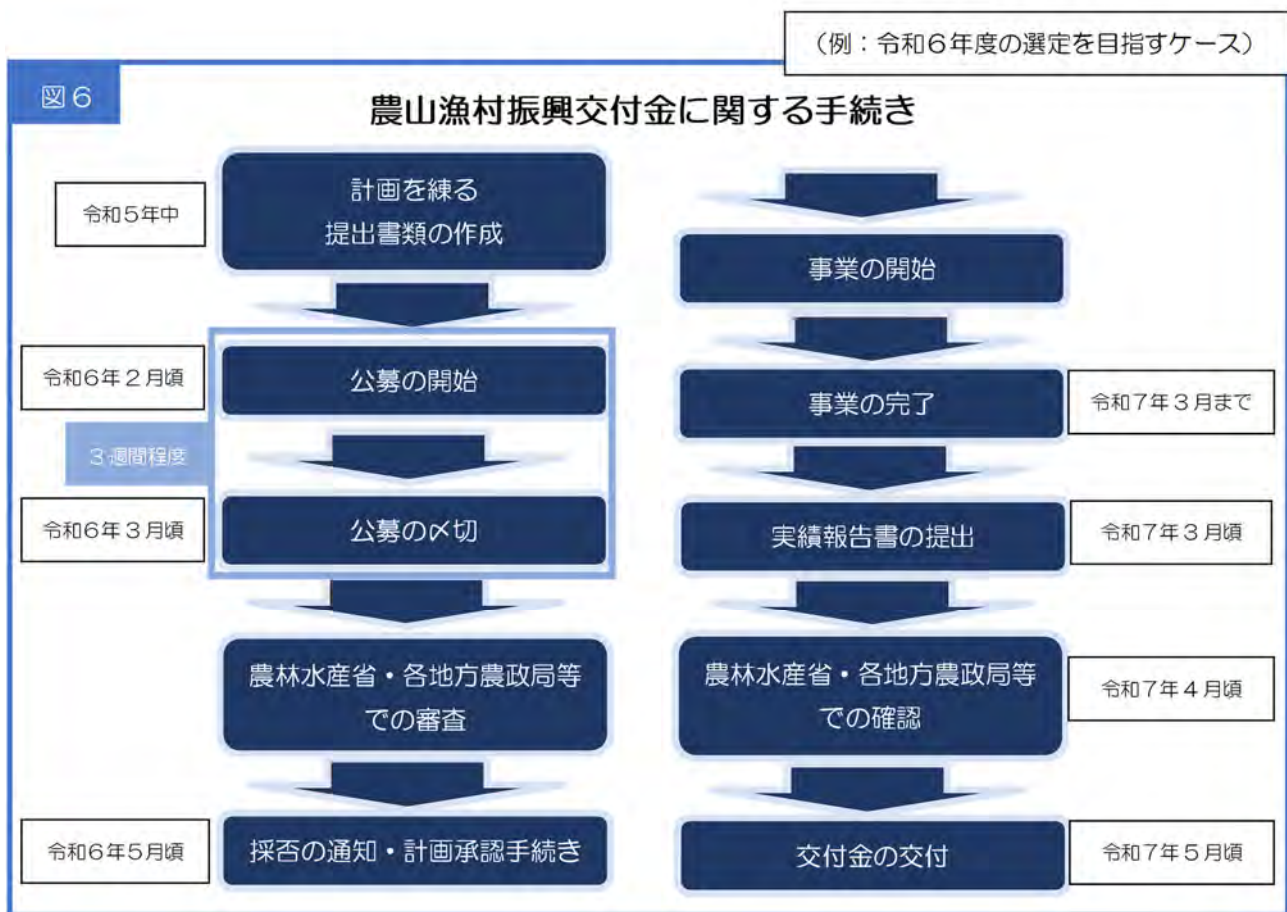 （例：令和６年度の選定を目指すケース）
図６
農山漁村振興交付金に関する手続き
令和５年中
計画を練る
提出書類の作成
令和６年２月頃
公募の開始
３週間程度
令和６年３月頃
公募の〆切
農林水産省・各地方農政局等
での審査
令和６年５月頃
採否の通知・計画承認手続き
事業の開始
事業の完了
令和７年３月まで
実績報告書の提出
令和７年３月頃
農林水産省・各地方農政局等
での確認
令和７年４月頃
交付金の交付
令和７年５月頃